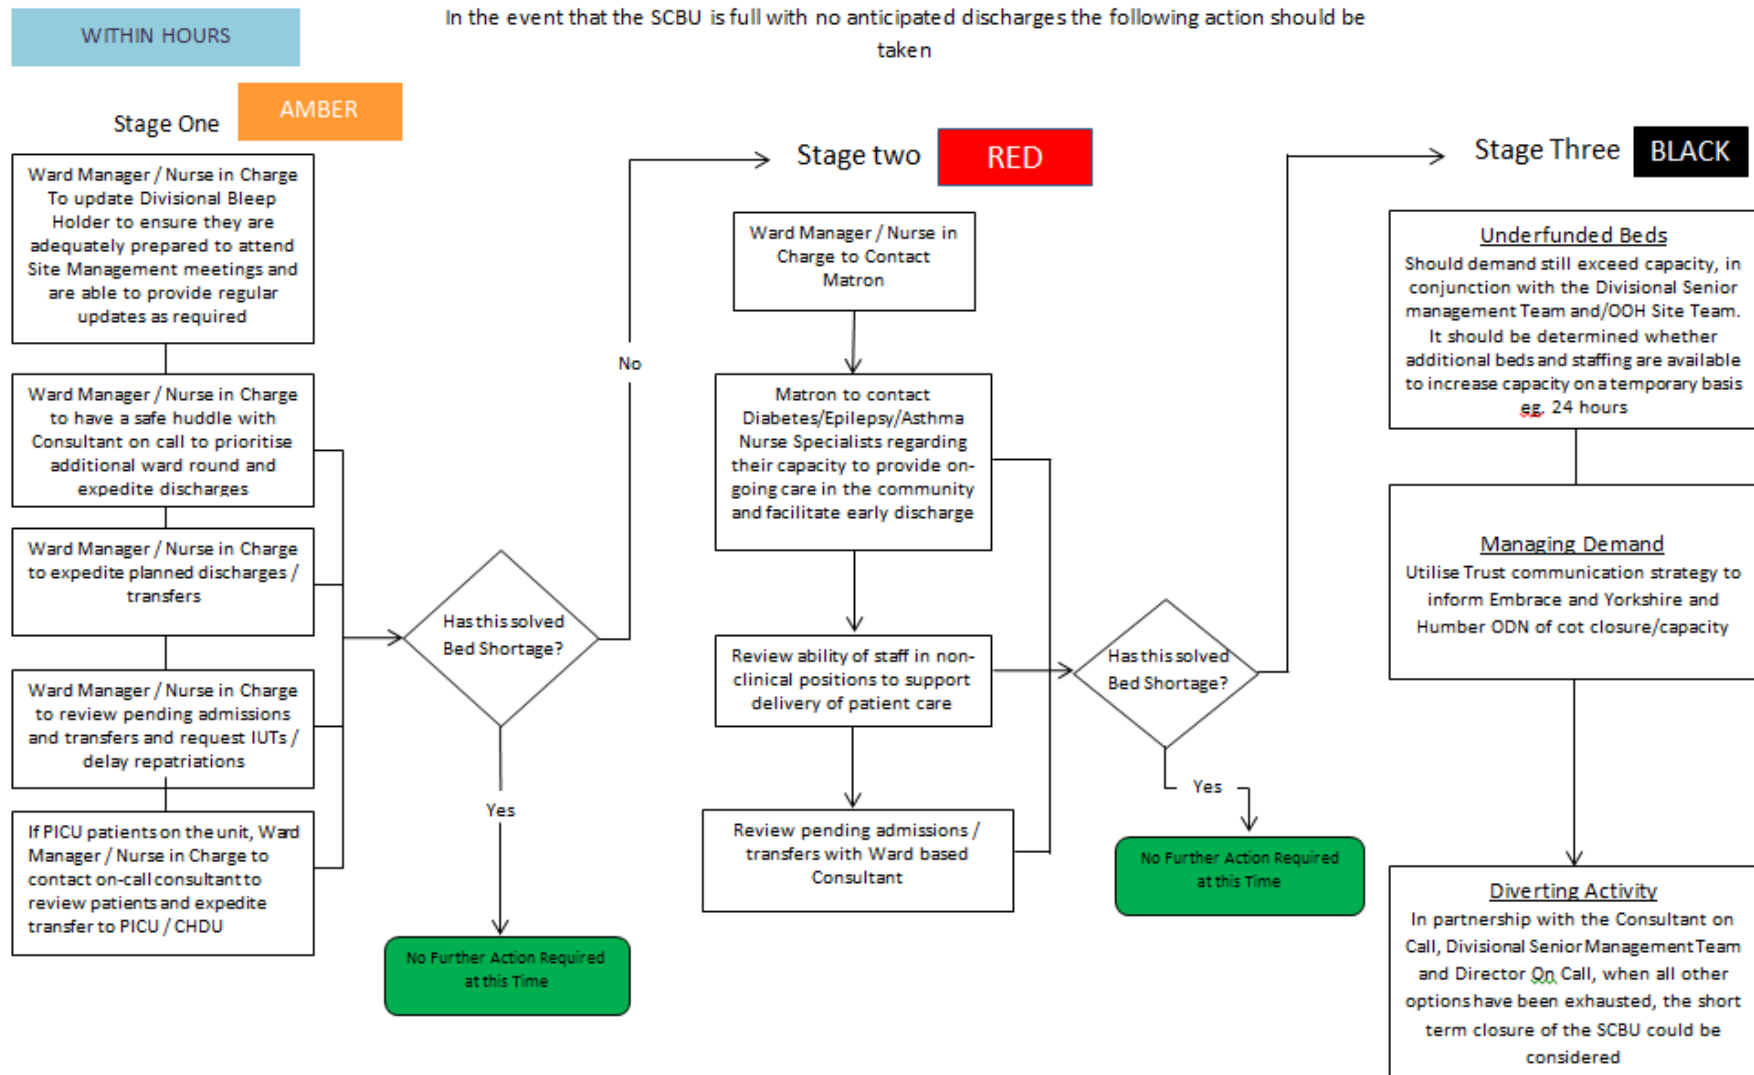 WITHIN HOURS
In the event that the SCBU is full with no anticipated discharges the following action should be
taken
Stage One
AMBER
Ward Manager / Nurse in Charge
To update Divisional Bleep
Holder to ensure they are
adequately prepared to attend
Site Management meetings and
are able to provide regular
updates as required
Ward Manager / Nurse in Charge
to have a safe huddle with
Consultant on call to prioritise
additional ward round and
expedite discharges
Ward Manager / Nurse in Charge
to expedite planned discharges /
transfers
Ward Manager / Nurse in Charge
to review pending admissions
and transfers and request IUTs /
delay repatriations
If PICU patients on the unit, Ward
Manager / Nurse in Charge to
contact on-call consultant to
review patients and expedite
transfer to PICU / CHDU
Has this solved
Bed Shortage?
No
Yes
No Further Action Required
at this Time
Stage two
RED
Ward Manager / Nurse in
Charge to Contact
Matron
Matron to contact
Diabetes/Epilepsy/Asthma
Nurse Specialists regarding
their capacity to provide on-
going care in the community
and facilitate early discharge
Review ability of staff in non-
clinical positions to support
delivery of patient care
Review pending admissions /
transfers with Ward based
Consultant
Has this solved
Bed Shortage?
Yes
No Further Action Required
at this Time
Stage Three
BLACK
Underfunded Beds
Should demand still exceed capacity, in
conjunction with the Divisional Senior
management Team and/OOH Site Team.
It should be determined whether
additional beds and staffing are available
to increase capacity on a temporary basis
eg. 24 hours
Managing Demand
Utilise Trust communication strategy to
inform Embrace and Yorkshire and
Humber ODN of cot closure/capacity
Diverting Activity
In partnership with the Consultant on
Call, Divisional Senior Management Team
and Director On Call, when all other
options have been exhausted, the short
term closure of the SCBU could be
considered